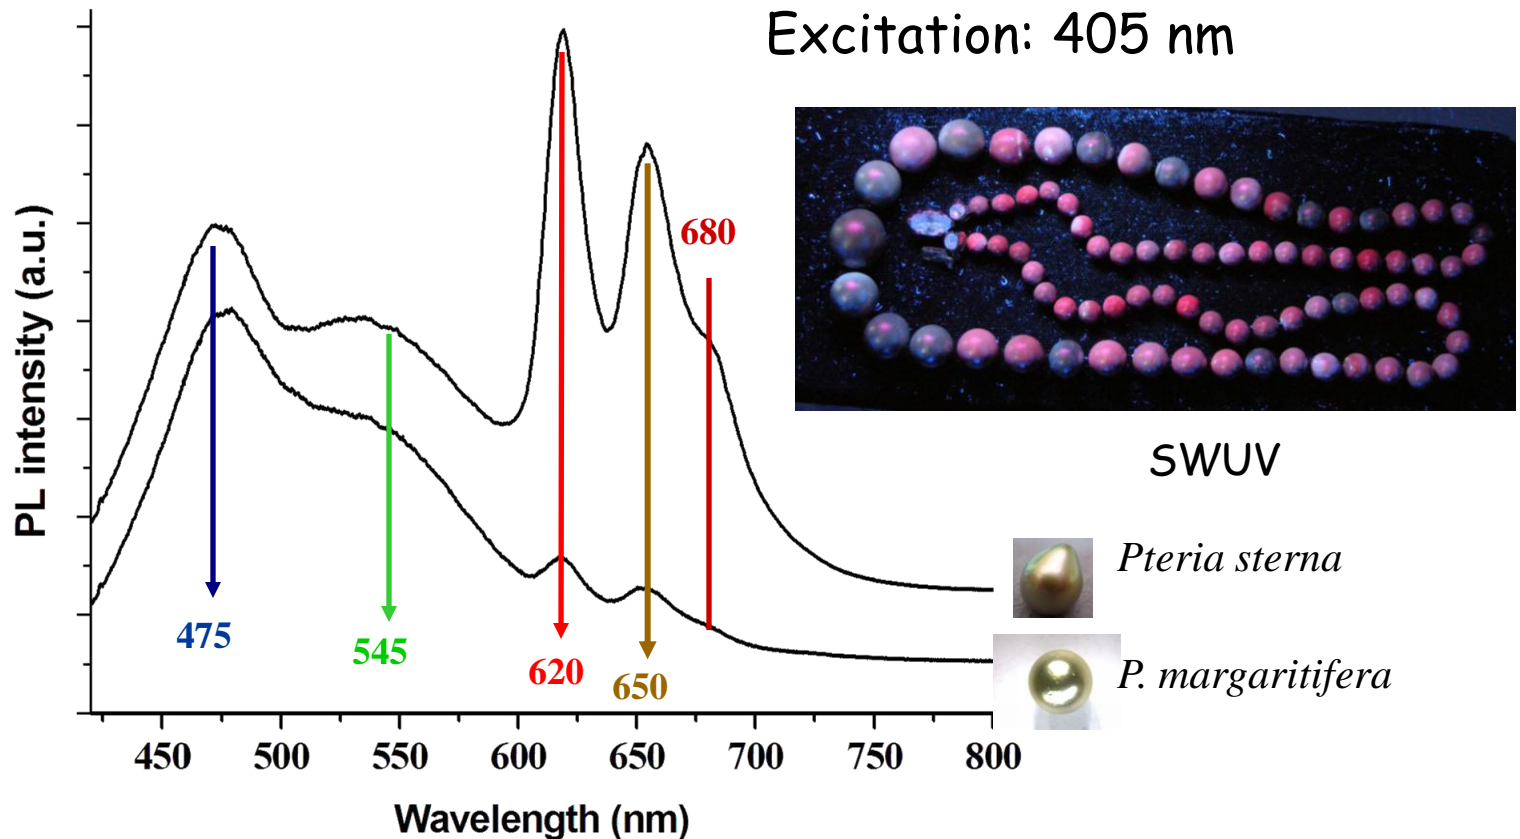 Excitation: 405 nm
680
SWUV
Pteria sterna
P. margaritifera
475
545
620
650
PL intensity (a.u.)
450 500 550 600 650 700 750 800
Wavelength (nm)